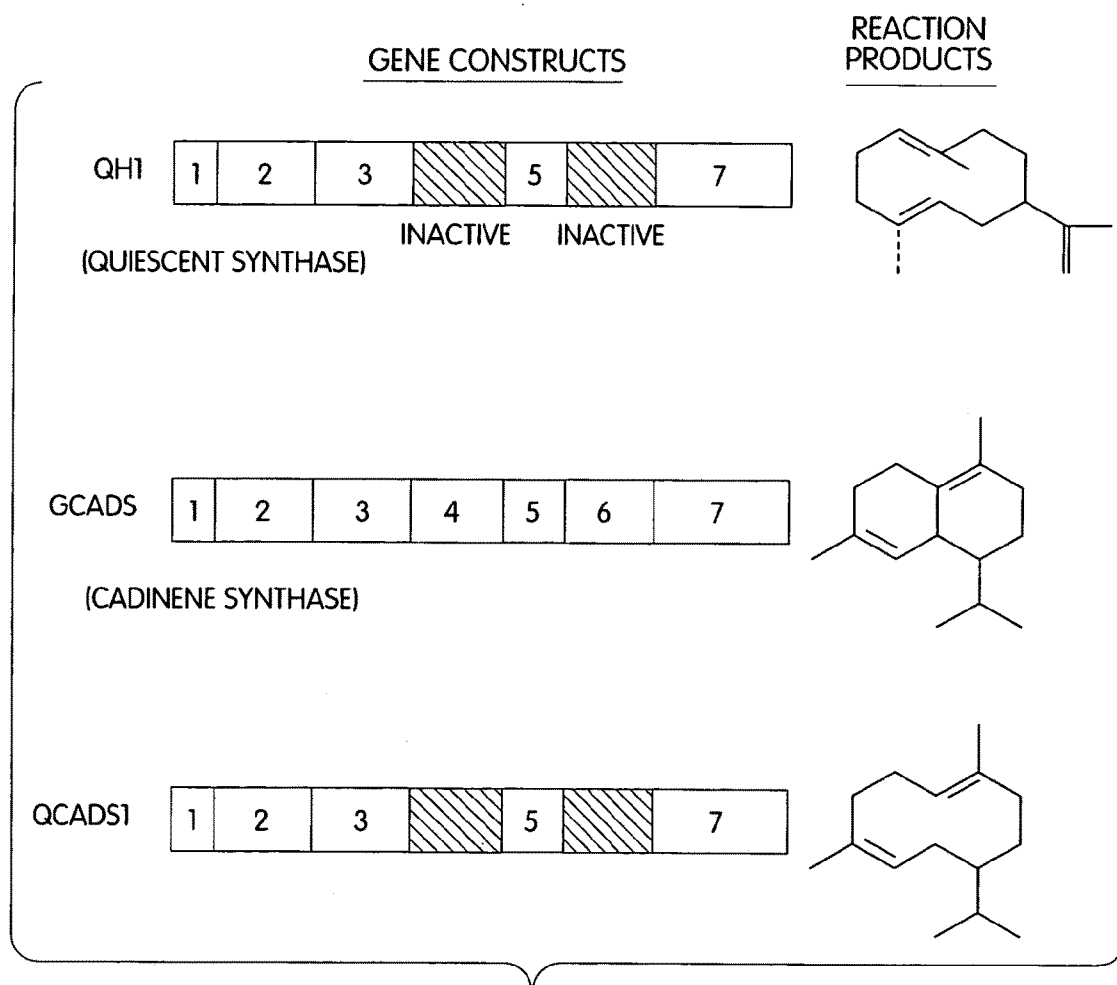 GENE CONSTRUCTS
REACTION
PRODUCTS
QH1
1 2 3 5 7
INACTIVE INACTIVE
(QUIESCENT SYNTHASE)
GCADS
1 2 3 4 5 6 7
(CADINENE SYNTHASE)
QCADS1
1 2 3 5 7